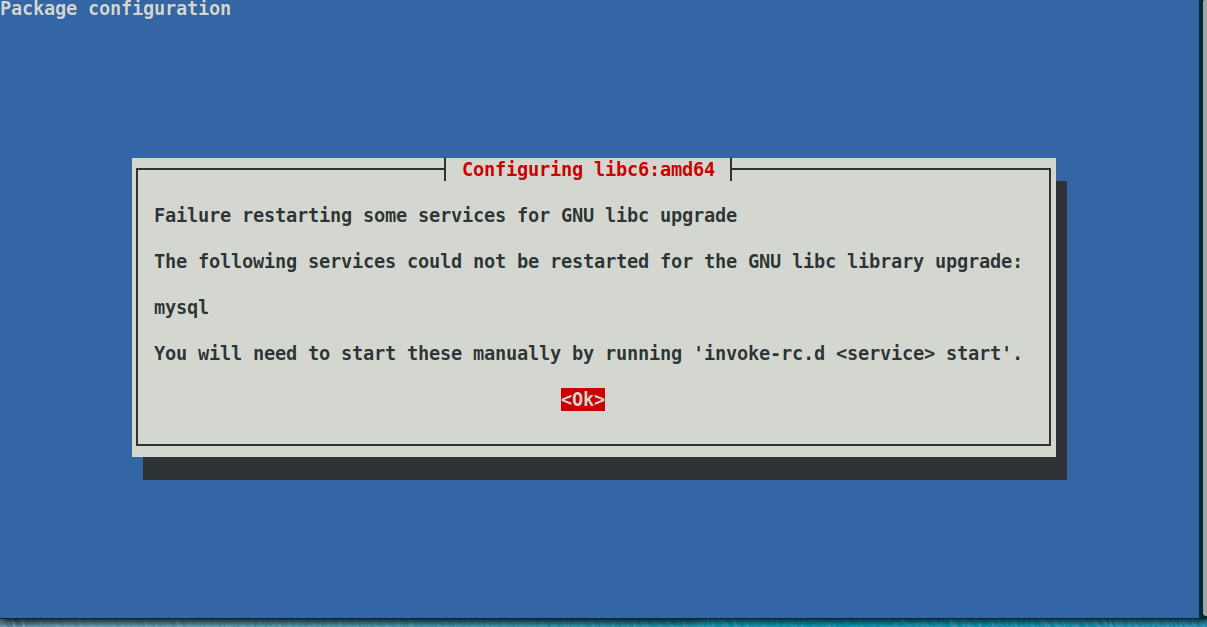 Package configuration
Configuring libc6:amd64
Failure restarting some services for GNU libc upgrade
The following services could not be restarted for the GNU libc library upgrade:
mysql
You will need to start these manually by running 'invoke-rc.d <service> start'.
<Ok>